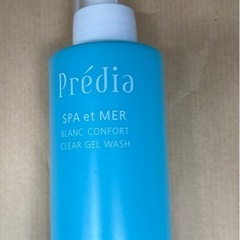 Prédia
SPA et MER
BLANC CONFORT
CLEAR GEL WASH